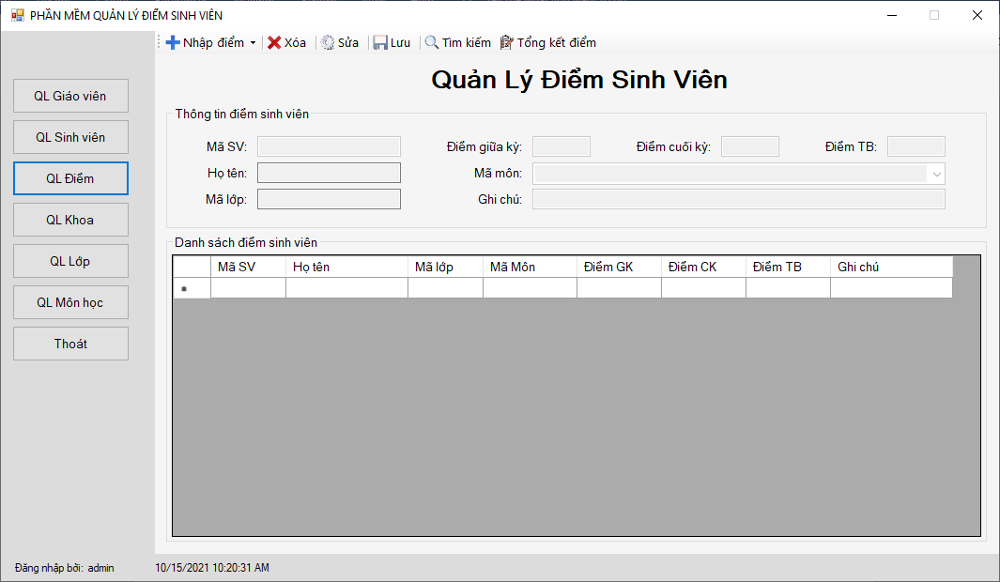 PHẦN MỀM QUẢN LÝ ĐIỂM SINH VIÊN
Nhập điểm Xóa Sửa Lưu Tìm kiếm Tổng kết điểm
Quản Lý Điểm Sinh Viên
QL Giáo viên
QL Sinh viên
QL Điểm
QL Khoa
QL Lớp
QL Môn học
Thoát
Thông tin điểm sinh viên
Mã SV: Điểm giữa kỳ: Điểm cuối kỳ: Điểm TB:
Họ tên: Mã môn:
Mã lớp: Ghi chú:
Danh sách điểm sinh viên
Mã SV Họ tên Mã lớp Mã Môn Điểm GK Điểm CK Điểm TB Ghi chú
Đăng nhập bởi: admin 10/15/2021 10:20:31 AM